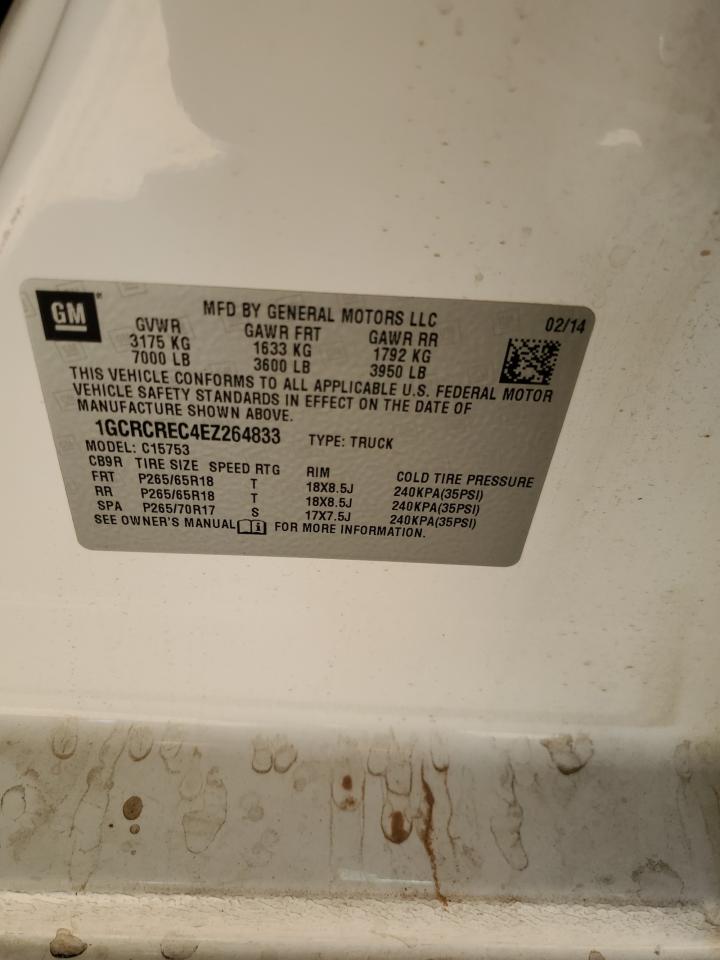 GM
MFD BY GENERAL MOTORS LLC 02/14
GVWR GAWR FRT GAWR RR
3175 KG 1633 KG 1792 KG
7000 LB 3600 LB 3950 LB
THIS VEHICLE CONFORMS TO ALL APPLICABLE U.S. FEDERAL MOTOR
VEHICLE SAFETY STANDARDS IN EFFECT ON THE DATE OF
MANUFACTURE SHOWN ABOVE.
1GCRCREC4EZ264833 TYPE: TRUCK
MODEL: C15753
CB9R TIRE SIZE SPEED RTG RIM COLD TIRE PRESSURE
FRT P265/65R18 T 18X8.5J 240KPA(35PSI)
RR P265/65R18 T 18X8.5J 240KPA(35PSI)
SPA P265/70R17 S 17X7.5J 240KPA(35PSI)
SEE OWNER'S MANUAL i FOR MORE INFORMATION.